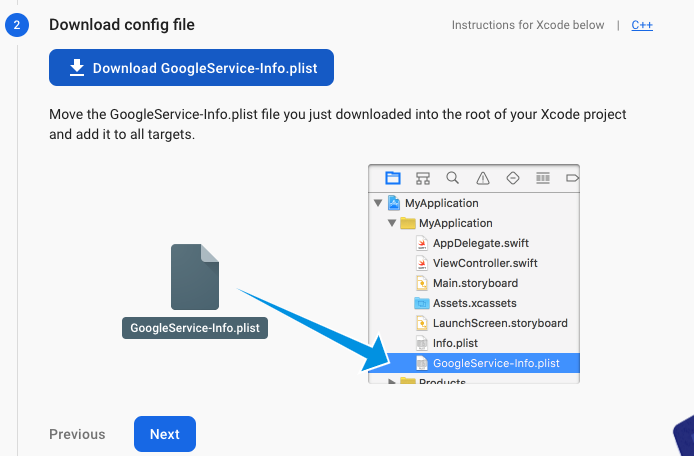 2
Download config file
Instructions for Xcode below | C++
Download GoogleService-Info.plist
Move the GoogleService-Info.plist file you just downloaded into the root of your Xcode project
and add it to all targets.
MyApplication
MyApplication
AppDelegate.swift
ViewController.swift
Main.storyboard
Assets.xcassets
LaunchScreen.storyboard
Info.plist
GoogleService-Info.plist
Products
GoogleService-Info.plist
Previous
Next